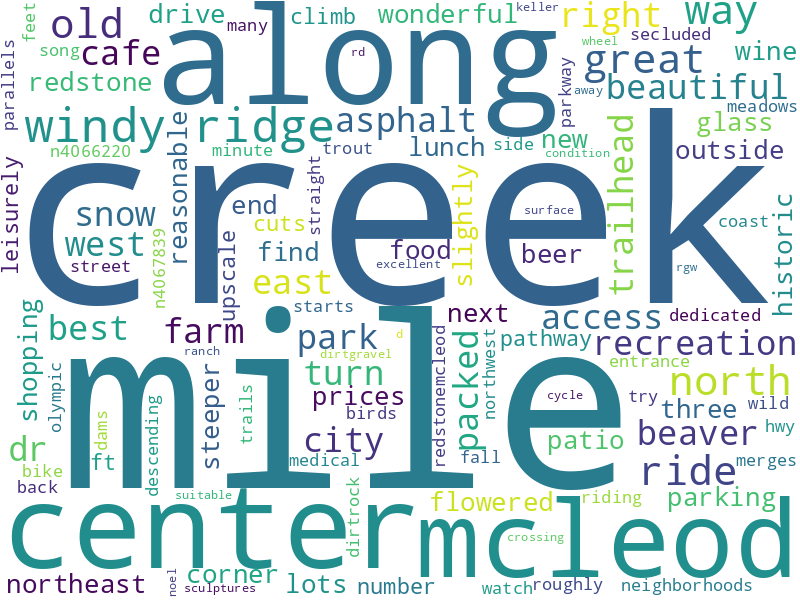 keller
feet
old
drive
climb
wonderful
right
way
many
along
song
cafe
rd
great
secluded
wine
wheel
parallels
redstone
parkway
away
beautiful
meadows
windy ridge
asphalt
glass
n4066220
minute
trout
lunch
side
new
condition
outside
reasonable
straight
trailhead
leisurely
creek
snow
end
cuts
west
find
food
beer
surface
coast
historic
street
excellent
rgw
slightly
n4067839
upscale
east
starts
next
access
dedicated
shopping
best
farm
park
pathway
recreation
ranch
dirtgravel
d
mile
entrance
olympic
turn
prices
packed
northwest
cycle
try
north
three
wild
dr
dams
descending
steeper
trails
birds
city
redstonemcleod
patio
beaver
hwy
bike
ft
medical
fall
ride
merges
back
suitable
dirtrock
flowered
riding
parking
center
mcleod
crossing
northeast
noel
corner
sculptures
lots
number
watch
roughly
neighborhoods